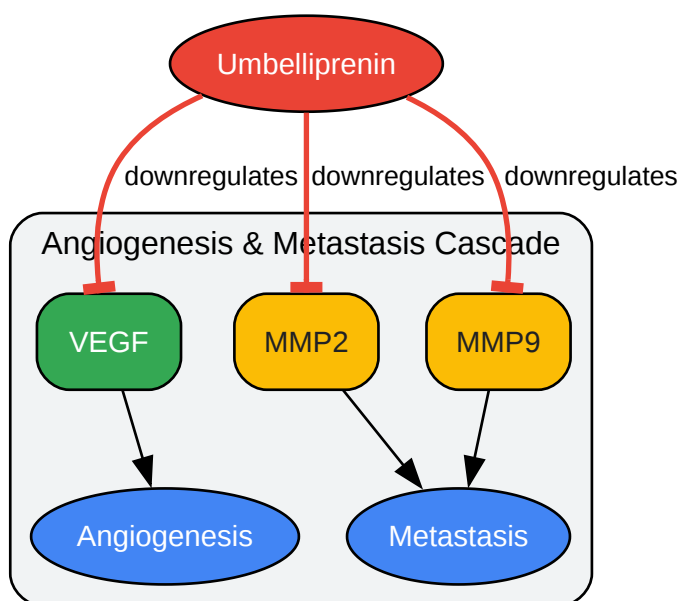 Umbelliprenin
downregulates downregulates downregulates
Angiogenesis & Metastasis Cascade
VEGF MMP2 MMP9
Angiogenesis Metastasis